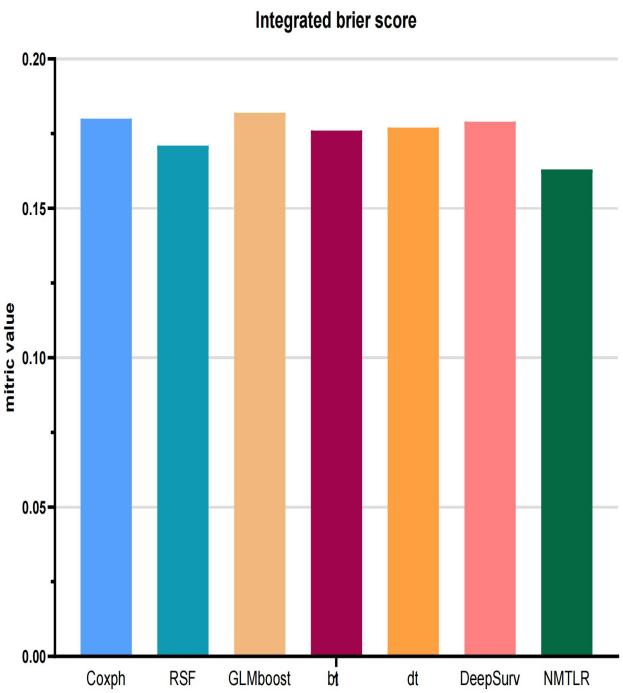 Integrated brier score
mitric value
0.20
0.15
0.10
0.05
0.00
Coxph RSF GLMboost bt dt DeepSurv NMTLR